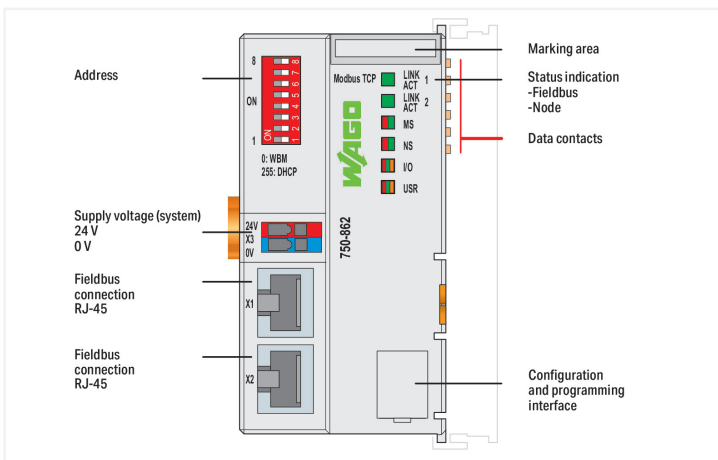 Address
Supply voltage (system)
24 V
0 V
Fieldbus
connection
RJ-45
Fieldbus
connection
RJ-45
8
ON
1
8
7
6
5
4
3
2
1
ON
0: WBM
255: DHCP
24V
X3
0V
X1
X2
Modbus TCP
LINK 1
ACT
LINK 2
ACT
MS
NS
I/O
USR
WAGO
750-862
Marking area
Status indication
-Fieldbus
-Node
Data contacts
Configuration
and programming
interface